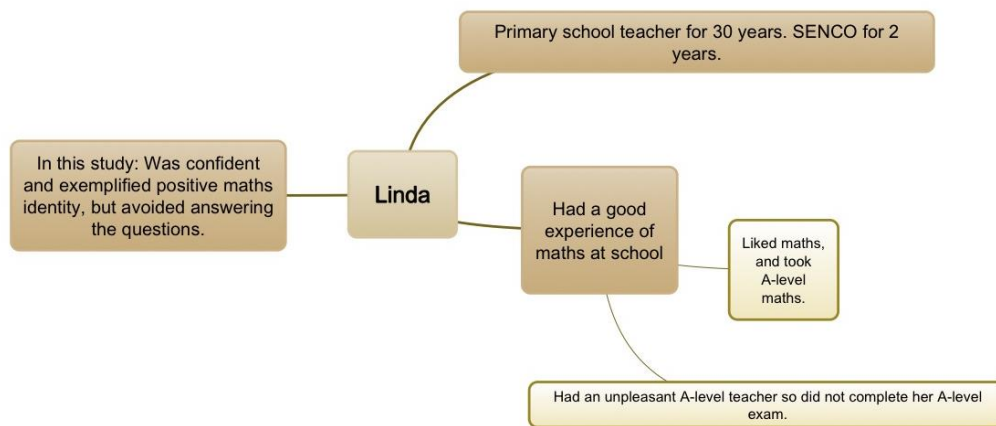 Primary school teacher for 30 years. SENCO for 2
years.
In this study: Was confident
and exemplified positive maths
identity, but avoided answering
the questions.
Linda
Had a good
experience of
maths at school
Liked maths,
and took
A-level
maths.
Had an unpleasant A-level teacher so did not complete her A-level
exam.